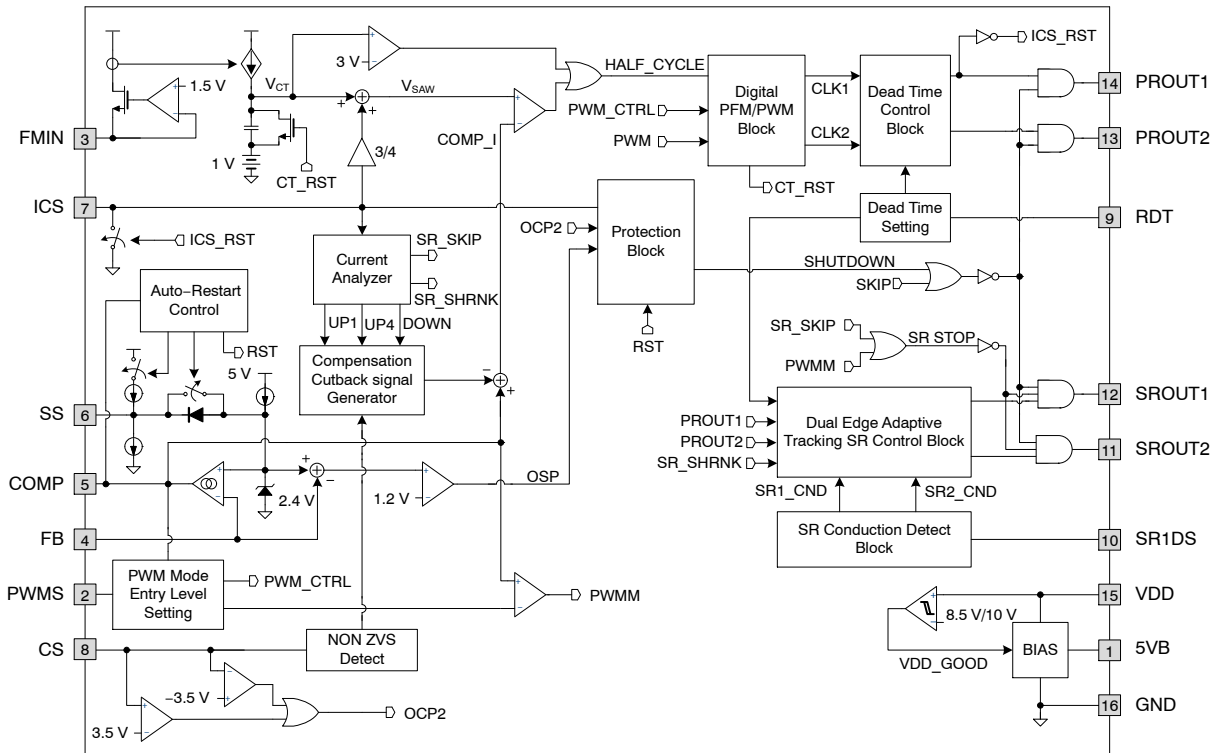 FMIN
3
1.5 V
1 V
VCT
CT_RST
3 V
VSAW
3/4
COMP_I
HALF_CYCLE
PWM_CTRL
PWM
Digital
PFM/PWM
Block
CT_RST
CLK1
CLK2
Dead Time
Control
Block
ICS_RST
14
PROUT1
13
PROUT2
ICS
7
ICS_RST
Current
Analyzer
SR_SKIP
SR_SHRNK
UP1
UP4
DOWN
OCP2
Protection
Block
RST
Dead Time
Setting
9
RDT
SHUTDOWN
SKIP
Auto–Restart
Control
RST
5 V
Compensation
Cutback signal
Generator
SR_SKIP
PWMM
SR STOP
SS
6
12
SROUT1
PROUT1
PROUT2
SR_SHRNK
Dual Edge Adaptive
Tracking SR Control Block
11
SROUT2
COMP
5
2.4 V
1.2 V
OSP
SR1_CND
SR2_CND
FB
4
SR Conduction Detect
Block
10
SR1DS
PWMS
2
PWM Mode
Entry Level
Setting
PWM_CTRL
PWMM
15
VDD
8.5 V/10 V
CS
8
NON ZVS
Detect
VDD_GOOD
BIAS
1
5VB
–3.5 V
3.5 V
OCP2
16
GND